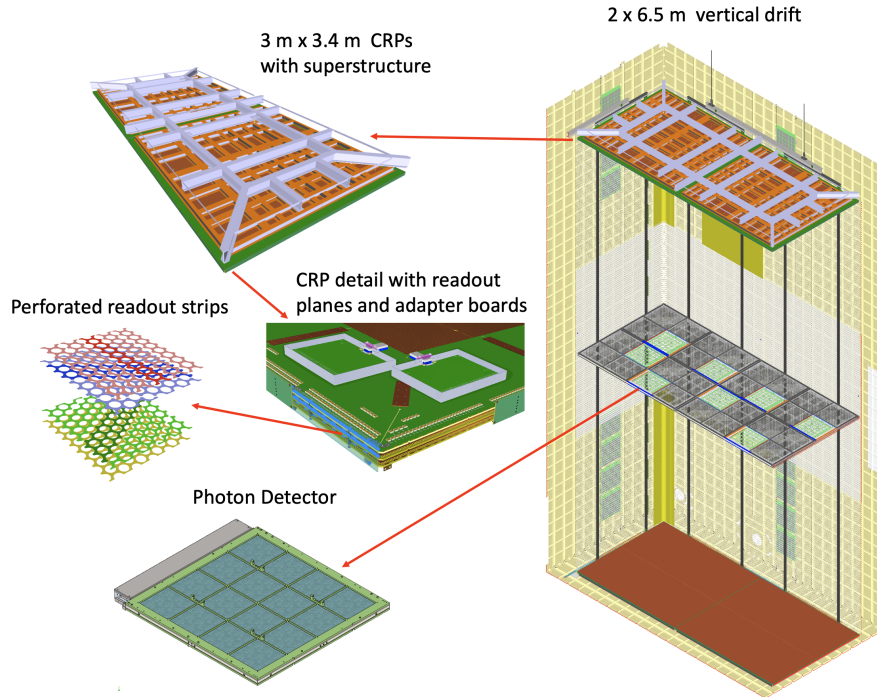 2 x 6.5 m vertical drift
3 m x 3.4 m CRPs
with superstructure
CRP detail with readout
planes and adapter boards
Perforated readout strips
Photon Detector